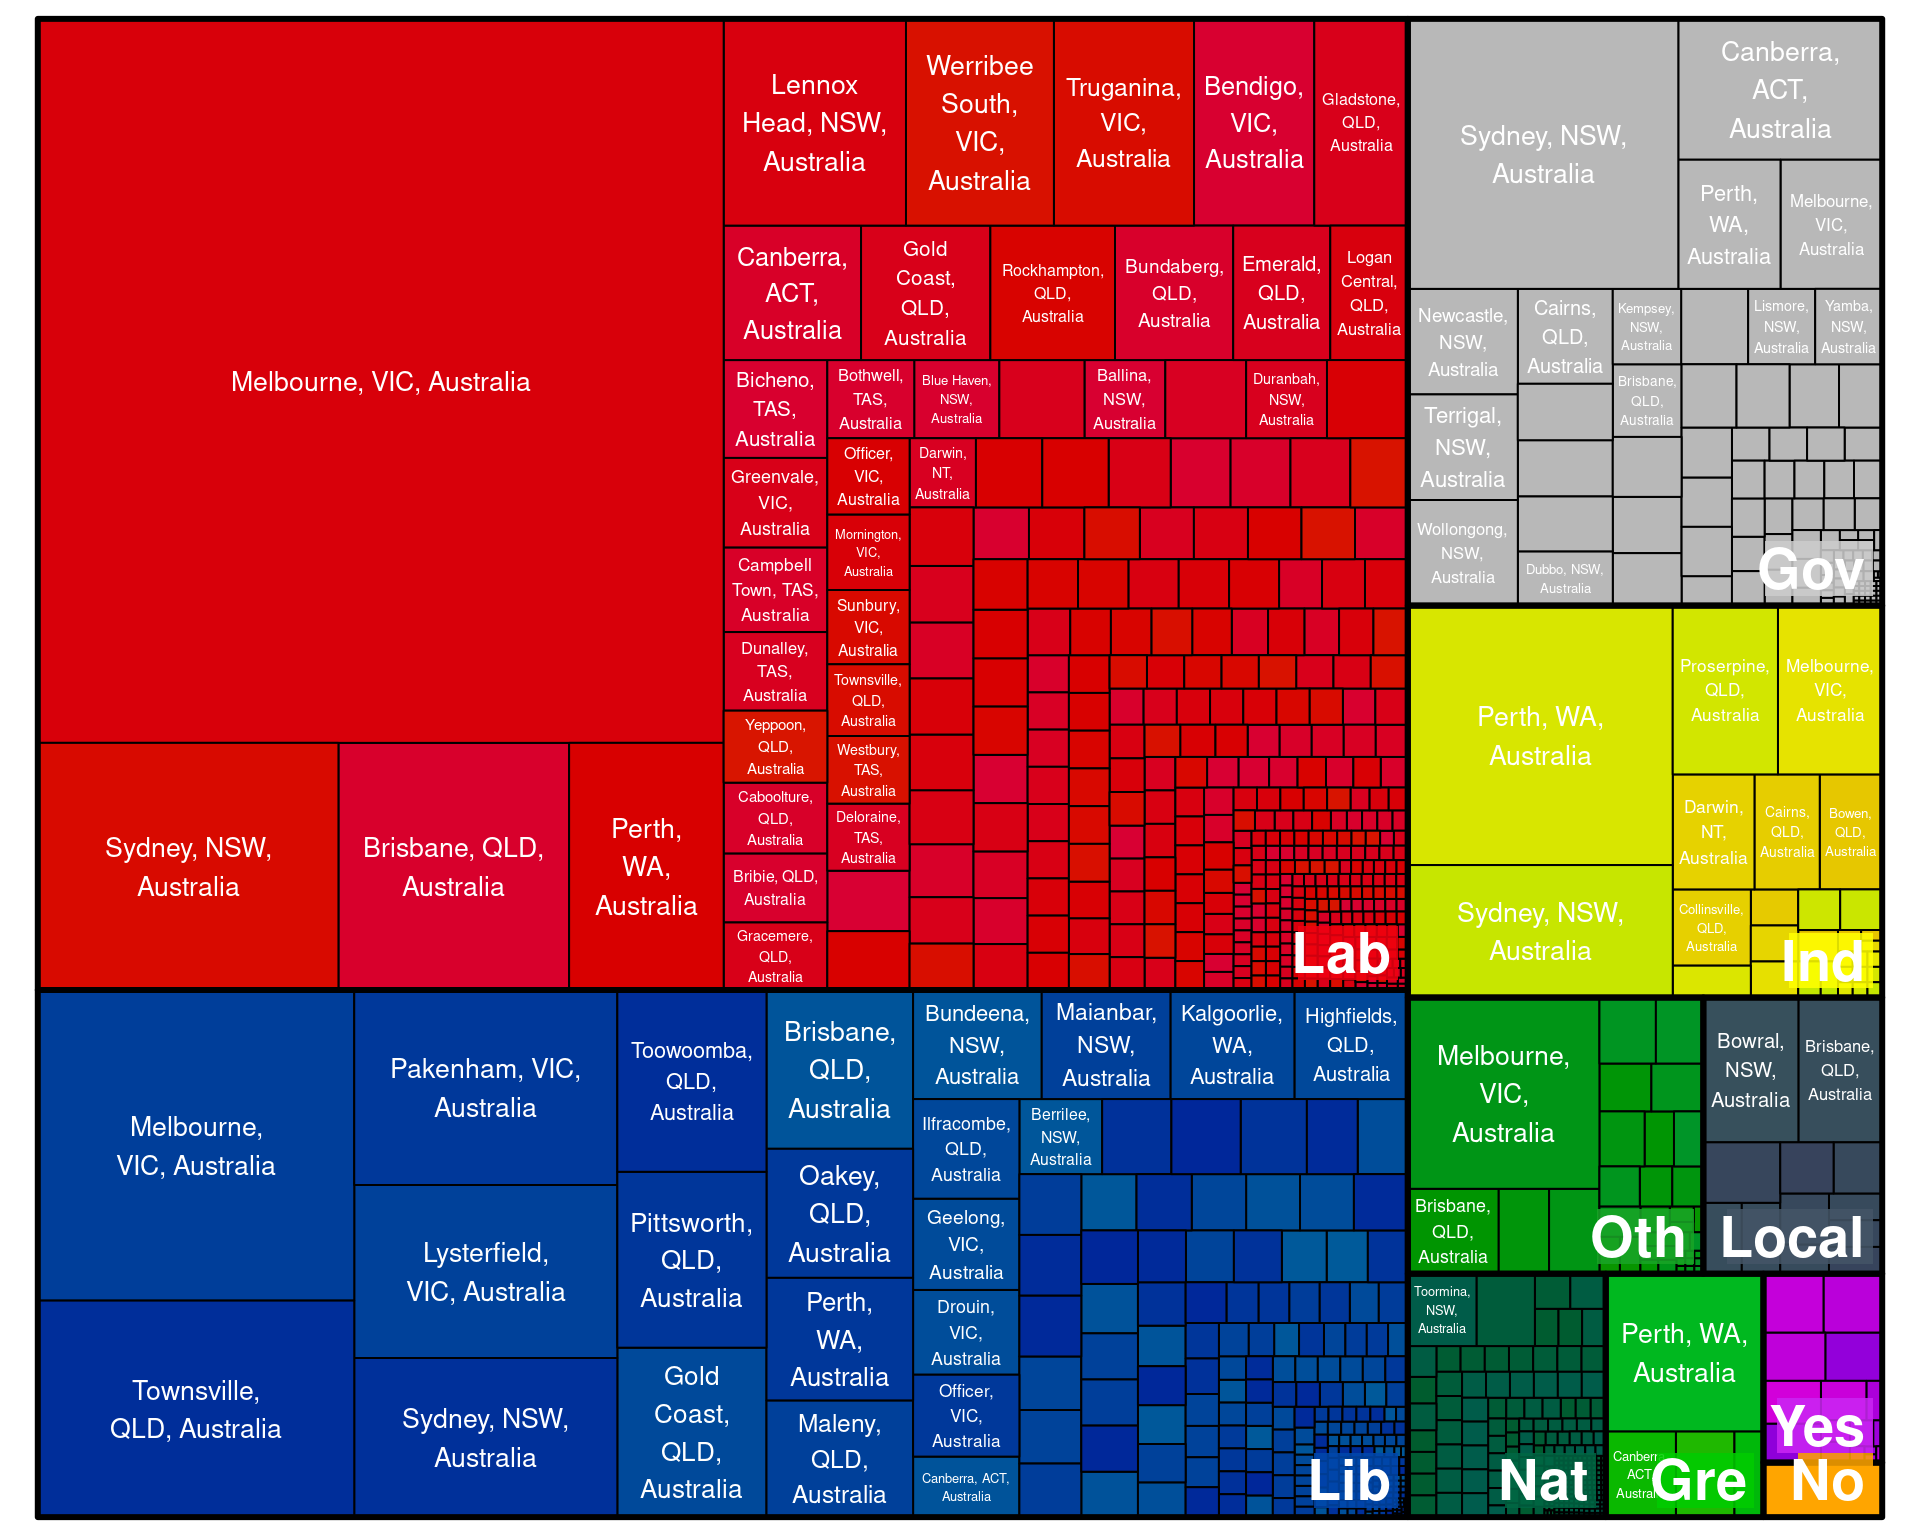 Melbourne, VIC, Australia
Sydney, NSW,
Australia
Brisbane, QLD,
Australia
Perth,
WA,
Australia
Lennox
Head, NSW,
Australia
Werribee
South,
VIC,
Australia
Truganina,
VIC,
Australia
Bendigo,
VIC,
Australia
Gladstone,
QLD,
Australia
Canberra,
ACT,
Australia
Gold
Coast,
QLD,
Australia
Rockhampton,
QLD,
Australia
Bundaberg,
QLD,
Australia
Emerald,
QLD,
Australia
Logan
Central,
QLD,
Australia
Bicheno,
TAS,
Australia
Greenvale,
VIC,
Australia
Campbell
Town, TAS,
Australia
Dunalley,
TAS,
Australia
Yeppoon,
QLD,
Australia
Caboolture,
QLD,
Australia
Bribie, QLD,
Australia
Gracemere,
QLD,
Australia
Bothwell,
TAS,
Australia
Blue Haven,
NSW,
Australia
Ballina,
NSW,
Australia
Duranbah,
NSW,
Australia
Officer,
VIC,
Australia
Mornington,
VIC,
Australia
Sunbury,
VIC,
Australia
Townsville,
QLD,
Australia
Westbury,
TAS,
Australia
Deloraine,
TAS,
Australia
Darwin,
NT,
Australia
Lab
Sydney, NSW,
Australia
Canberra,
ACT,
Australia
Perth,
WA,
Australia
Melbourne,
VIC,
Australia
Newcastle,
NSW,
Australia
Terrigal,
NSW,
Australia
Wollongong,
NSW,
Australia
Cairns,
QLD,
Australia
Dubbo, NSW,
Australia
Kempsey,
NSW,
Australia
Brisbane,
QLD,
Australia
Lismore,
NSW,
Australia
Yamba,
NSW,
Australia
Gov
Perth, WA,
Australia
Sydney, NSW,
Australia
Proserpine,
QLD,
Australia
Melbourne,
VIC,
Australia
Darwin,
NT,
Australia
Cairns,
QLD,
Australia
Bowen,
QLD,
Australia
Collinsville,
QLD,
Australia
Ind
Melbourne,
VIC, Australia
Townsville,
QLD, Australia
Pakenham, VIC,
Australia
Lysterfield,
VIC, Australia
Sydney, NSW,
Australia
Toowoomba,
QLD,
Australia
Pittsworth,
QLD,
Australia
Gold
Coast,
QLD,
Australia
Brisbane,
QLD,
Australia
Oakey,
QLD,
Australia
Perth,
WA,
Australia
Maleny,
QLD,
Australia
Bundeena,
NSW,
Australia
Maianbar,
NSW,
Australia
Kalgoorlie,
WA,
Australia
Highfields,
QLD,
Australia
Ilfracombe,
QLD,
Australia
Geelong,
VIC,
Australia
Drouin,
VIC,
Australia
Officer,
VIC,
Australia
Canberra, ACT,
Australia
Berrilee,
NSW,
Australia
Lib
Melbourne,
VIC,
Australia
Brisbane,
QLD,
Australia
Oth
Bowral,
NSW,
Australia
Brisbane,
QLD,
Australia
Local
Toormina,
NSW,
Australia
Nat
Perth, WA,
Australia
ACT
Gre
Yes
No